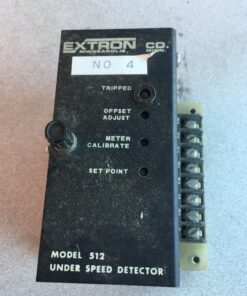 EXTRON CO.
MINNEAPOLIS, MINN.
NO 4
TRIPPED
OFFSET
ADJUST
METER
CALIBRATE
SET POINT
MODEL 512
UNDER SPEED DETECTOR